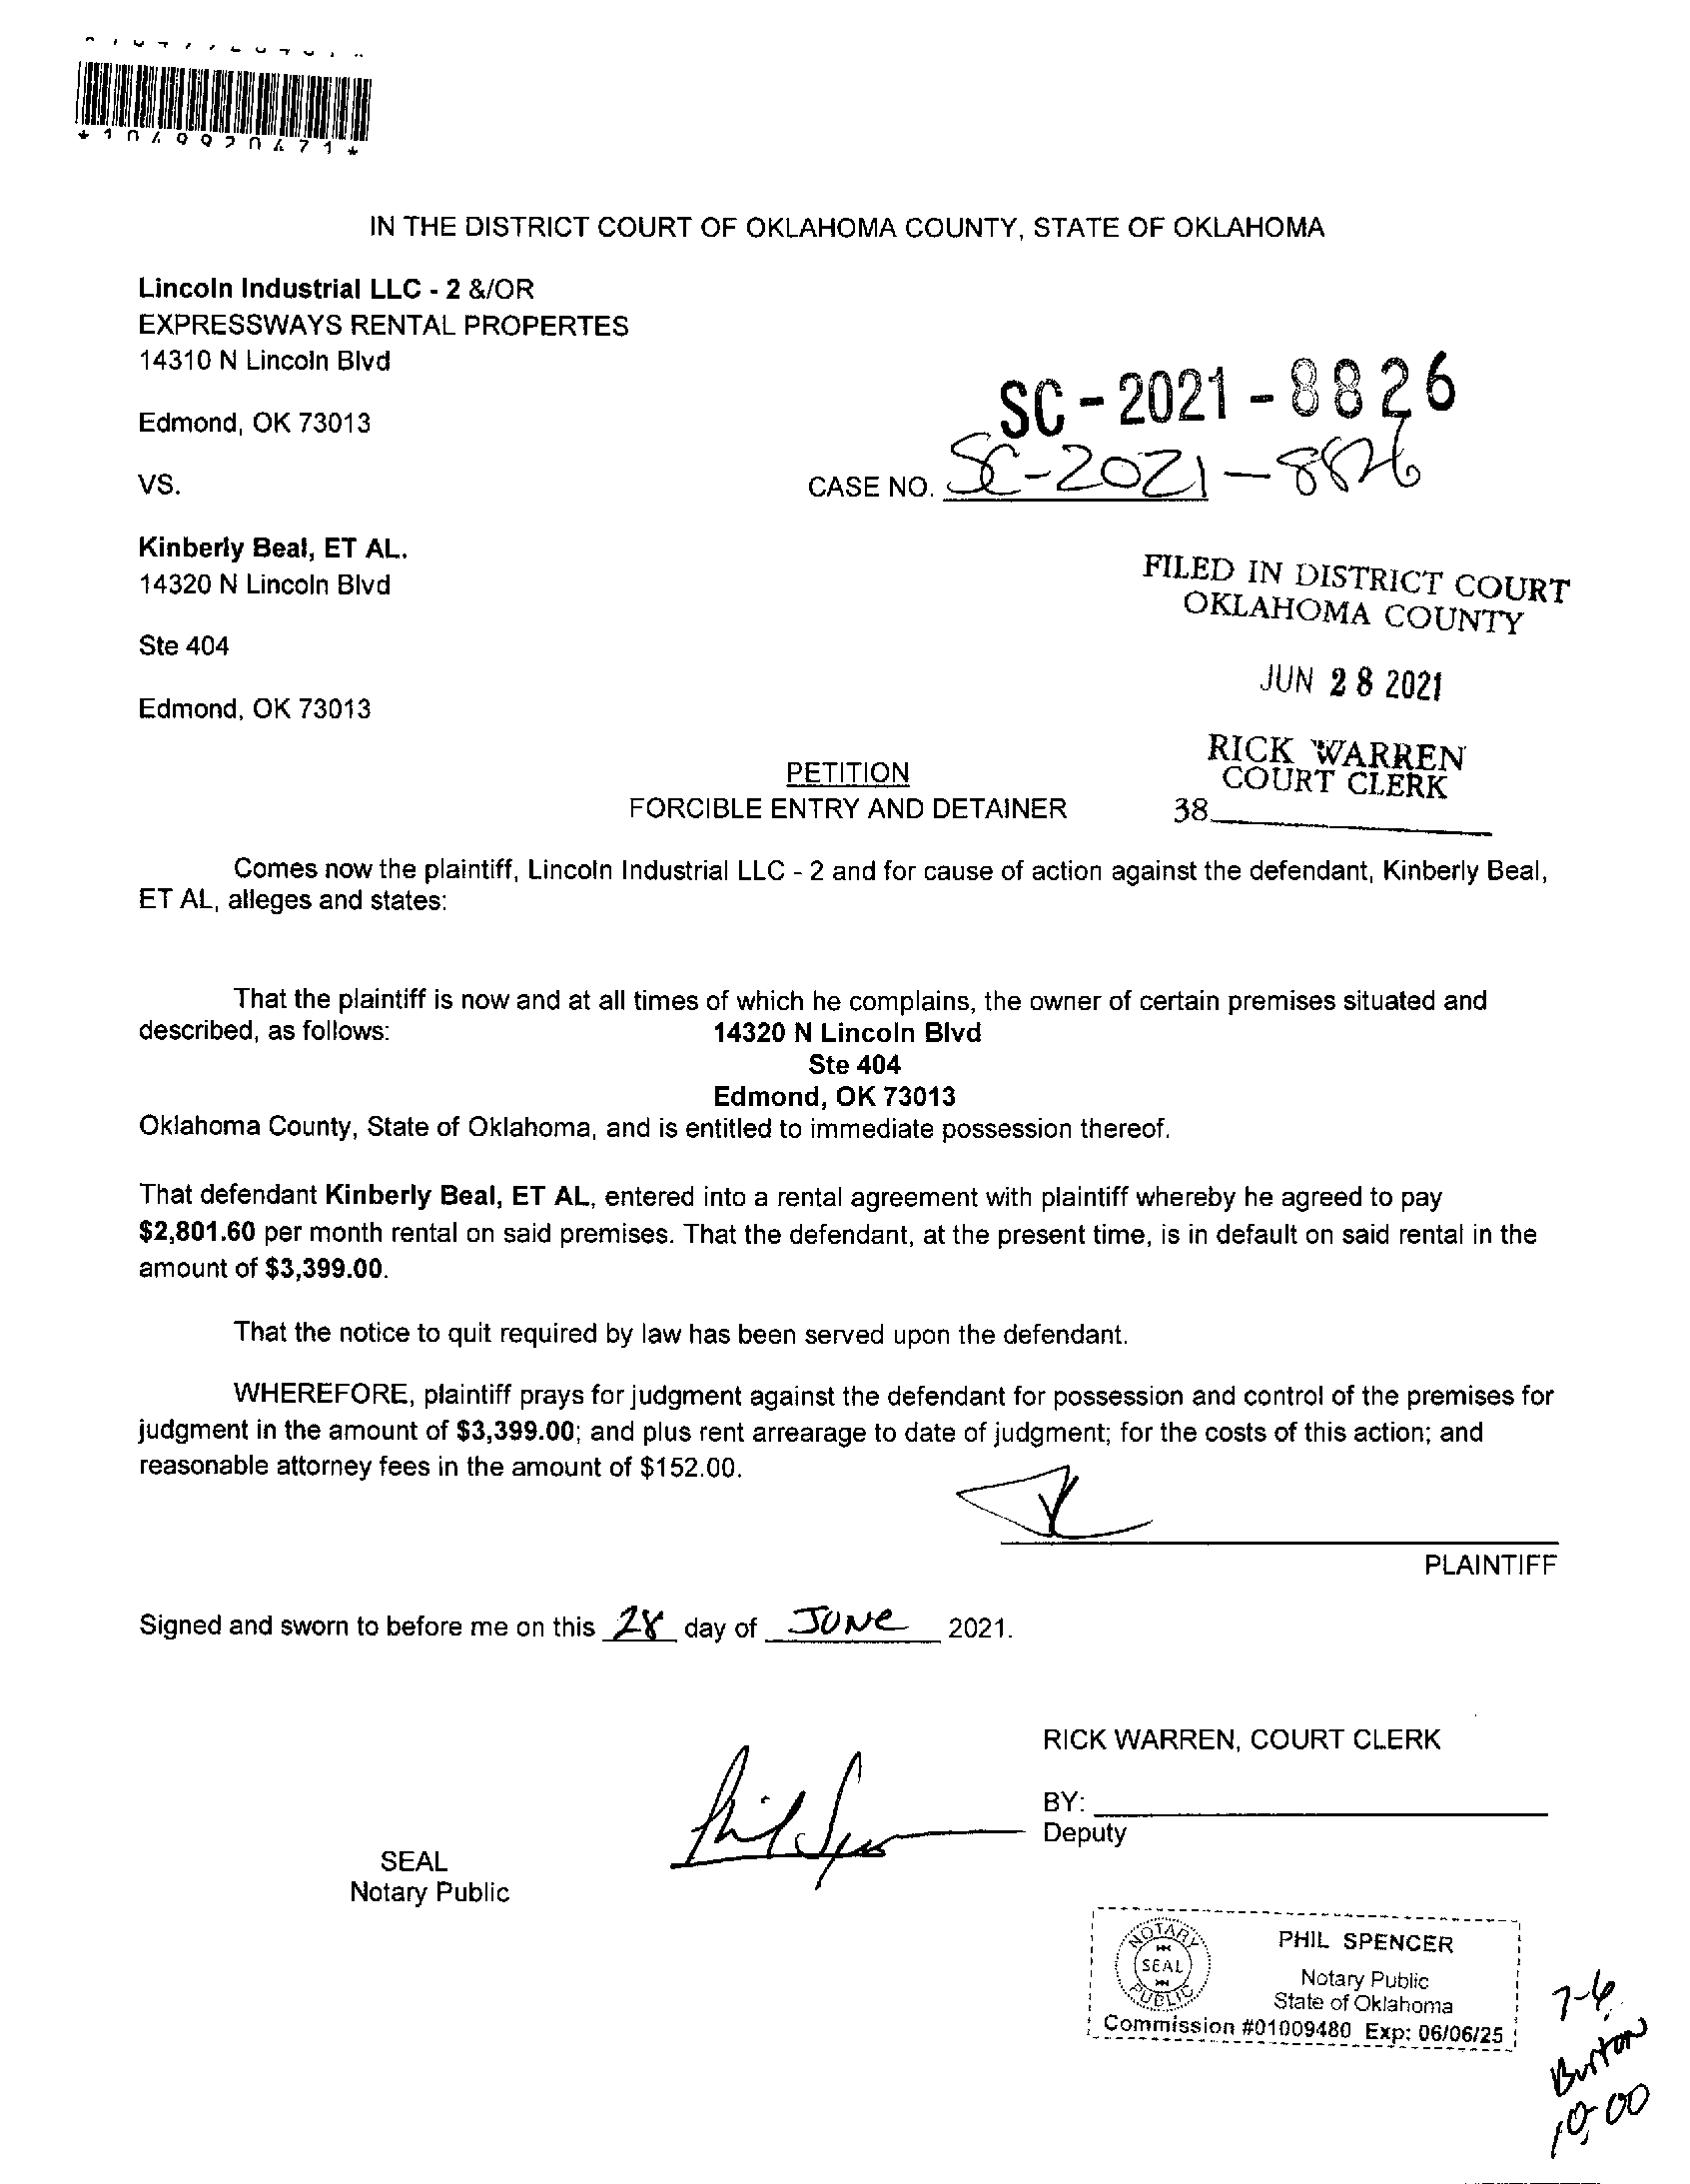 *1049920471*
IN THE DISTRICT COURT OF OKLAHOMA COUNTY, STATE OF OKLAHOMA
Lincoln Industrial LLC - 2 &/OR
EXPRESSWAYS RENTAL PROPERTES
14310 N Lincoln Blvd
Edmond, OK 73013
SC-2021-8826
VS.
CASE NO. SC-2021-8826
Kinberly Beal, ET AL.
14320 N Lincoln Blvd
Ste 404
Edmond, OK 73013
FILED IN DISTRICT COURT
OKLAHOMA COUNTY
JUN 28 2021
RICK WARREN
COURT CLERK
38
PETITION
FORCIBLE ENTRY AND DETAINER
Comes now the plaintiff, Lincoln Industrial LLC - 2 and for cause of action against the defendant, Kinberly Beal,
ET AL, alleges and states:
That the plaintiff is now and at all times of which he complains, the owner of certain premises situated and
described, as follows:
14320 N Lincoln Blvd
Ste 404
Edmond, OK 73013
Oklahoma County, State of Oklahoma, and is entitled to immediate possession thereof.
That defendant Kinberly Beal, ET AL, entered into a rental agreement with plaintiff whereby he agreed to pay
$2,801.60 per month rental on said premises. That the defendant, at the present time, is in default on said rental in the
amount of $3,399.00.
That the notice to quit required by law has been served upon the defendant.
WHEREFORE, plaintiff prays for judgment against the defendant for possession and control of the premises for
judgment in the amount of $3,399.00; and plus rent arrearage to date of judgment; for the costs of this action; and
reasonable attorney fees in the amount of $152.00.
PLAINTIFF
Signed and sworn to before me on this 28 day of JUNE 2021.
RICK WARREN, COURT CLERK
BY:
Deputy
Phil Spencer
SEAL
Notary Public
NOTARY
SEAL
PUBLIC
PHIL SPENCER
Notary Public
State of Oklahoma
Commission #01009480 Exp: 06/06/25
7-6
Burton
10:00